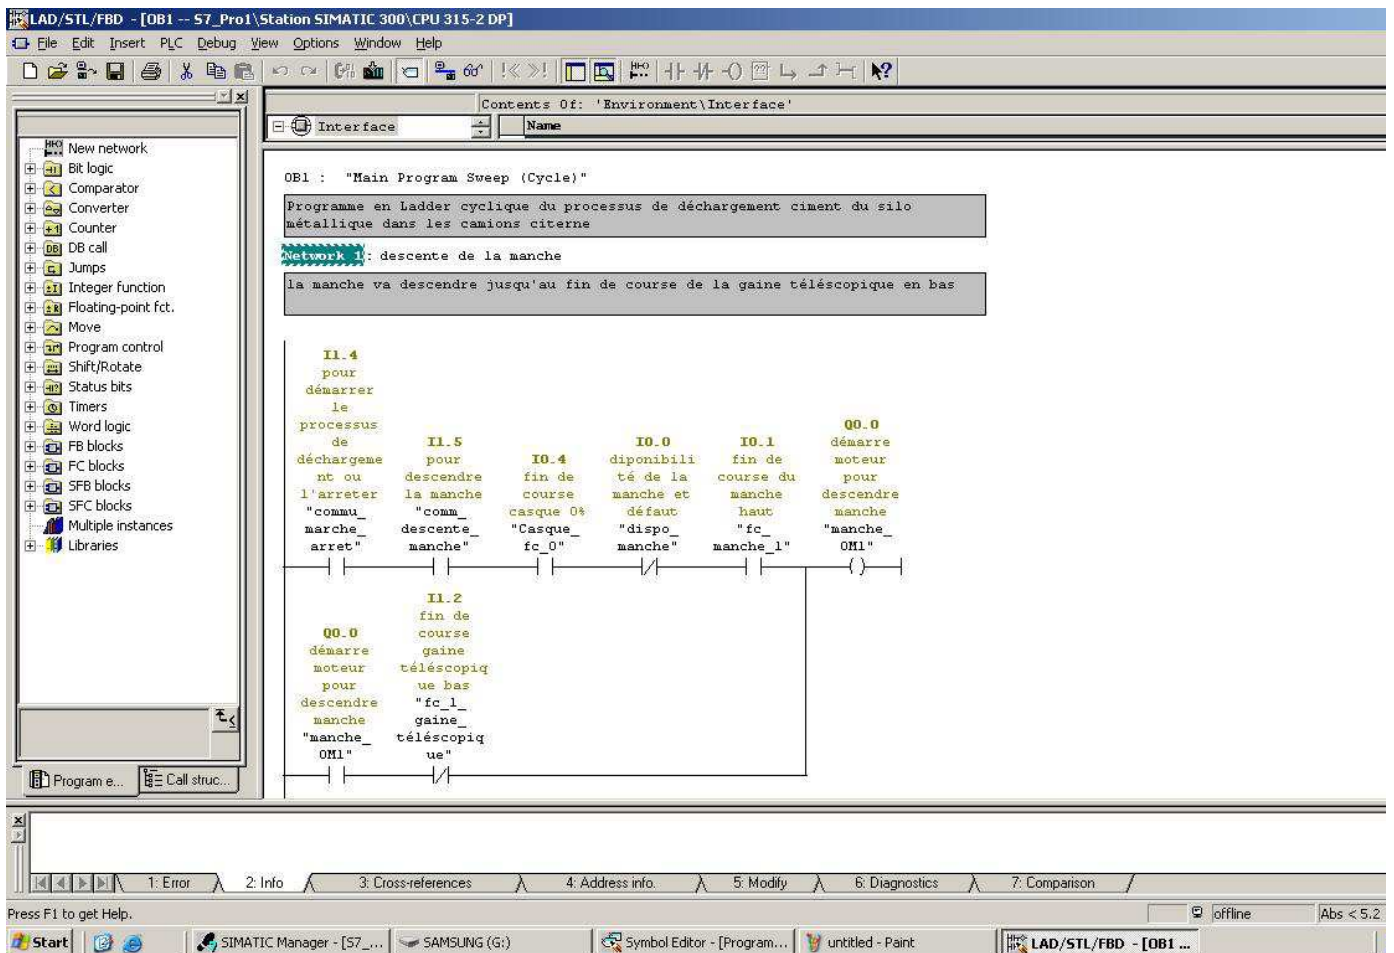 LAD/STL/FBD - [OB1 -- S7_Pro1\Station SIMATIC 300\CPU 315-2 DP]
File Edit Insert PLC Debug View Options Window Help
Contents Of: 'Environment\Interface'
Interface
Name
New network
Bit logic
Comparator
Converter
Counter
DB call
Jumps
Integer function
Floating-point fct.
Move
Program control
Shift/Rotate
Status bits
Timers
Word logic
FB blocks
FC blocks
SFB blocks
SFC blocks
Multiple instances
Libraries
Program e...
Call struc...
OB1 : "Main Program Sweep (Cycle)"
Programme en Ladder cyclique du processus de déchargement ciment du silo
métallique dans les camions citerne
Network 1: descente de la manche
la manche va descendre jusqu'au fin de course de la gaine téléscopique en bas
I1.4
pour
démarrer
le
processus
de
déchargeme
nt ou
l'arreter
"commu_
marche_
arret"
I1.5
pour
descendre
la manche
"comm_
descente_
manche"
I0.4
fin de
course
casque 0%
"Casque_
fc_0"
I0.0
diponibili
té de la
manche et
défaut
"dispo_
manche"
I0.1
fin de
course du
manche
haut
"fc_
manche_1"
Q0.0
démarre
moteur
pour
descendre
manche
"manche_
OM1"
Q0.0
démarre
moteur
pour
descendre
manche
"manche_
OM1"
I1.2
fin de
course
gaine
téléscopiq
ue bas
"fc_1_
gaine_
téléscopiq
ue"
1: Error 2: Info 3: Cross-references 4: Address info. 5: Modify 6: Diagnostics 7: Comparison
Press F1 to get Help.
offline
Abs < 5.2
Start
SIMATIC Manager - [S7_...
SAMSUNG (G:)
Symbol Editor - [Program...
untitled - Paint
LAD/STL/FBD - [OB1 ...